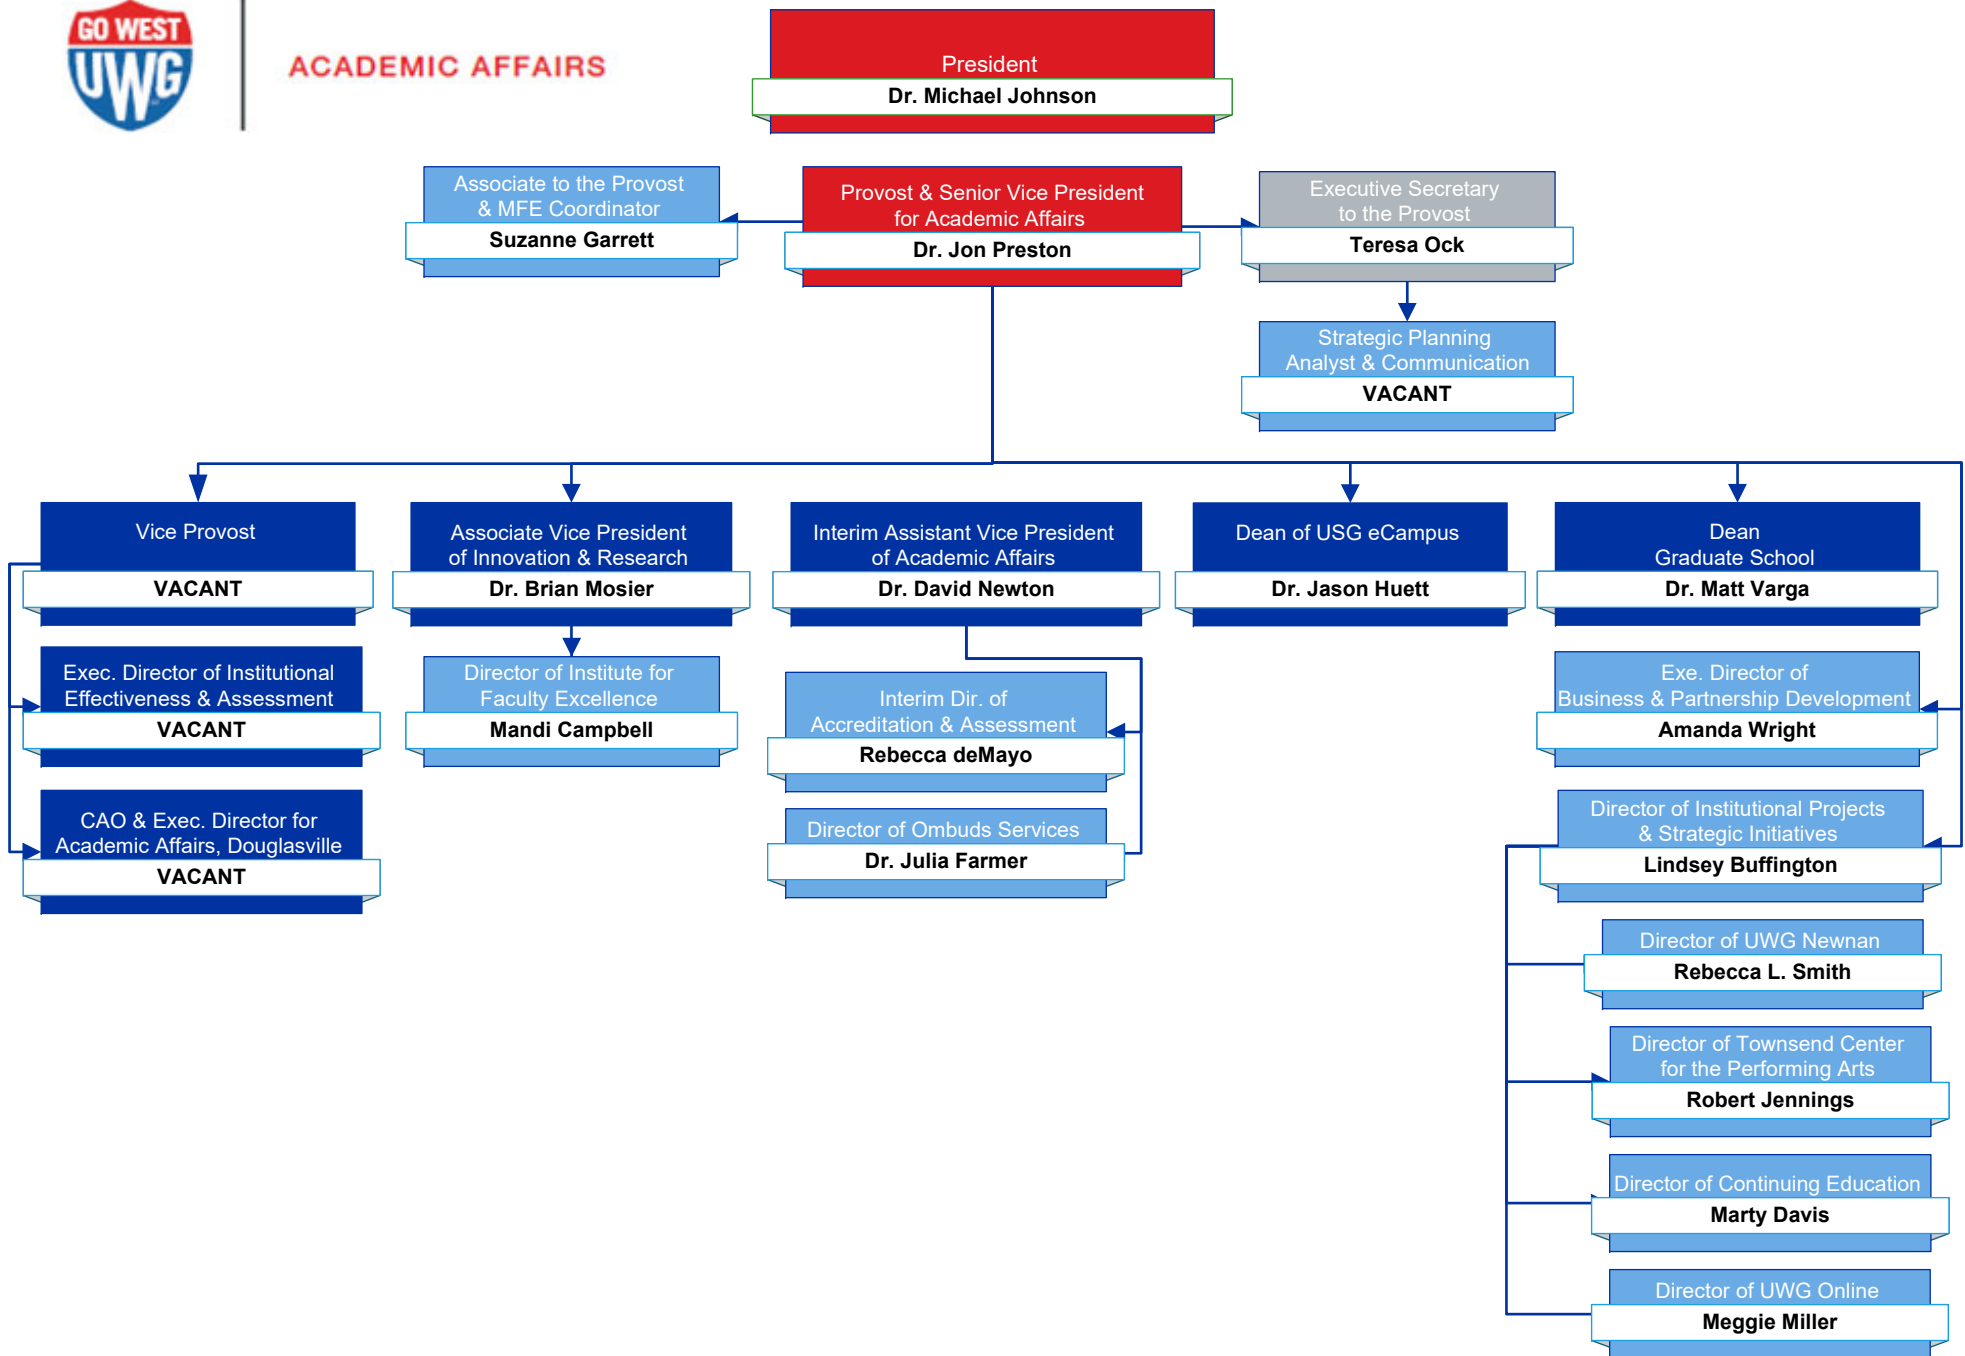 GO WEST
UWG
ACADEMIC AFFAIRS
President
Dr. Michael Johnson
Associate to the Provost
& MFE Coordinator
Suzanne Garrett
Provost & Senior Vice President
for Academic Affairs
Dr. Jon Preston
Executive Secretary
to the Provost
Teresa Ock
Strategic Planning
Analyst & Communication
VACANT
Vice Provost
VACANT
Associate Vice President
of Innovation & Research
Dr. Brian Mosier
Interim Assistant Vice President
of Academic Affairs
Dr. David Newton
Dean of USG eCampus
Dr. Jason Huett
Dean
Graduate School
Dr. Matt Varga
Exec. Director of Institutional
Effectiveness & Assessment
VACANT
Director of Institute for
Faculty Excellence
Mandi Campbell
Interim Dir. of
Accreditation & Assessment
Rebecca deMayo
Exe. Director of
Business & Partnership Development
Amanda Wright
CAO & Exec. Director for
Academic Affairs, Douglasville
VACANT
Director of Ombuds Services
Dr. Julia Farmer
Director of Institutional Projects
& Strategic Initiatives
Lindsey Buffington
Director of UWG Newnan
Rebecca L. Smith
Director of Townsend Center
for the Performing Arts
Robert Jennings
Director of Continuing Education
Marty Davis
Director of UWG Online
Meggie Miller